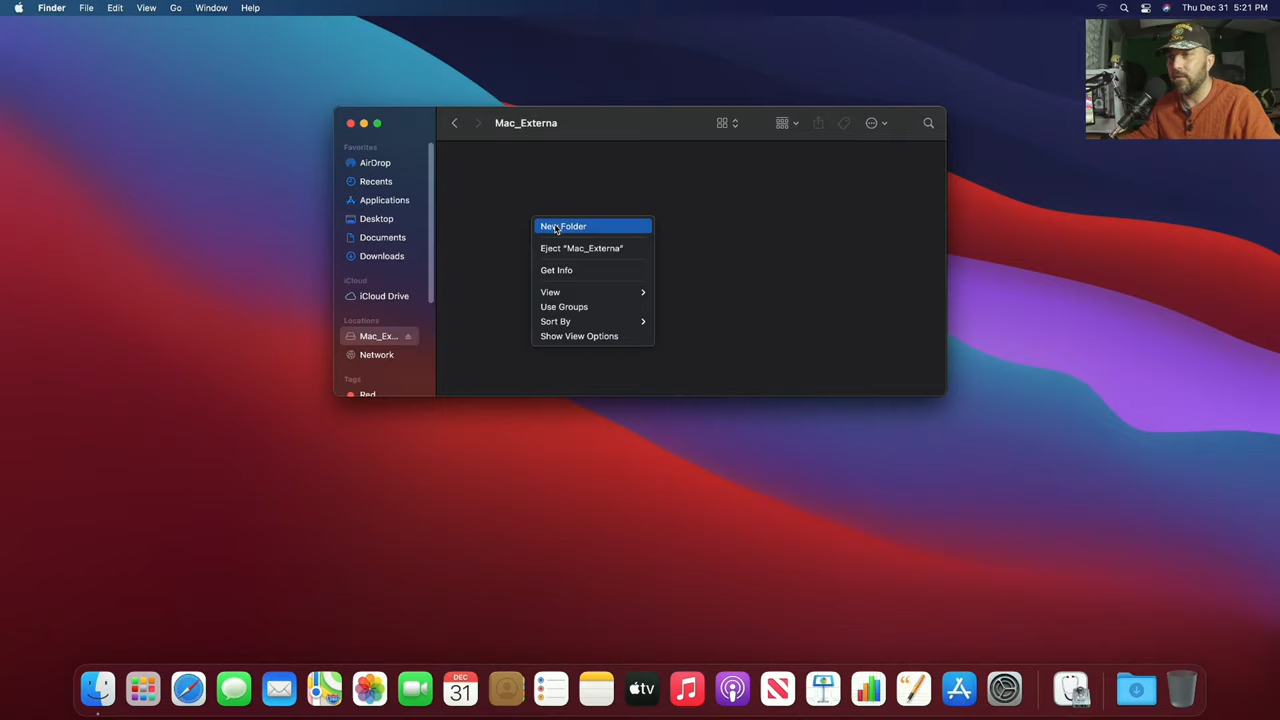 Finder File Edit View Go Window Help Thu Dec 31 5:21 PM
Mac_Externa
Favorites
AirDrop
Recents
Applications
Desktop
Documents
Downloads
iCloud
iCloud Drive
Locations
Mac_Ex...
Network
Tags
Red
New Folder
Eject "Mac_Externa"
Get Info
View
Use Groups
Sort By
Show View Options
DEC
31
tv